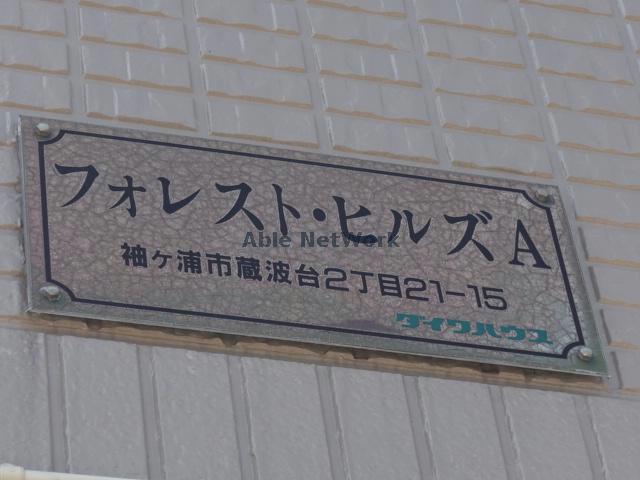 フォレスト・ヒルズA
Able NetWork
袖ヶ浦市蔵波台2丁目21-15
ダイワハウス